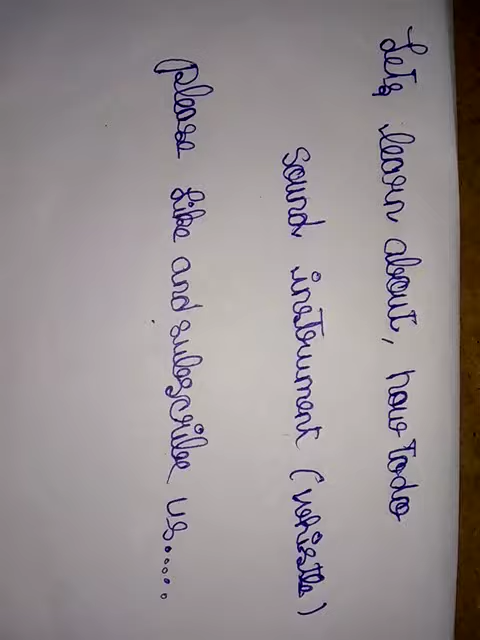 Lets learn about, how to do
sound instrument (whistle)
please like and subscribe us.....